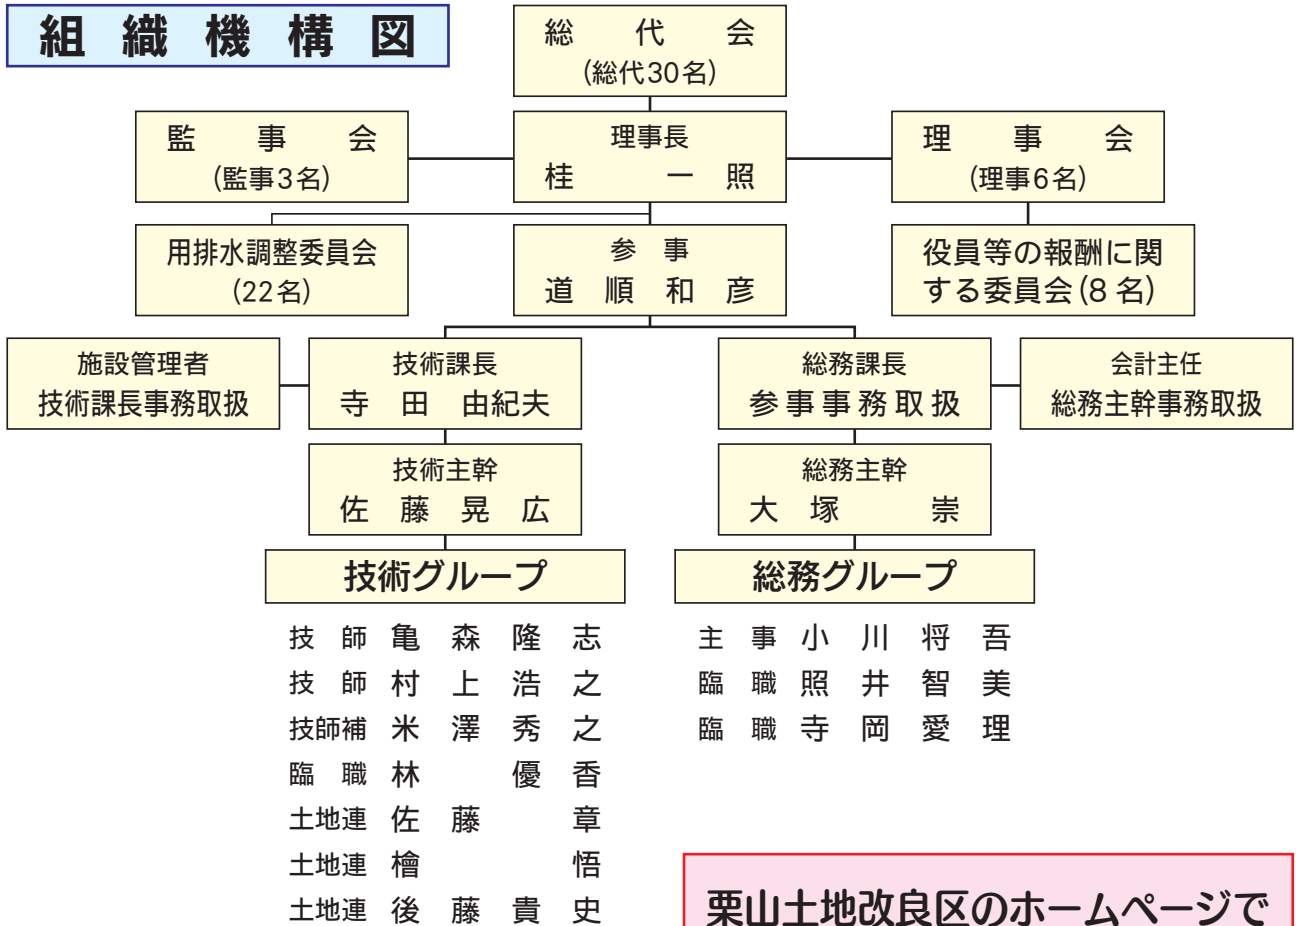 組織機構図
総代会
(総代30名)
監事会
(監事3名)
理事長
桂 一照
理事会
(理事6名)
用排水調整委員会
(22名)
参事
道順和彦
役員等の報酬に関
する委員会(8名)
施設管理者
技術課長事務取扱
技術課長
寺田由紀夫
総務課長
参事事務取扱
会計主任
総務主幹事務取扱
技術主幹
佐藤晃広
総務主幹
大塚 崇
技術グループ
技師 亀森隆志
技師 村上浩之
技師補 米澤秀之
臨職 林 優香
土地連 佐藤 章
土地連 檜 悟
土地連 後藤貴史
総務グループ
主事 小川将吾
臨職 照井智美
臨職 寺岡愛理
栗山土地改良区のホームページで